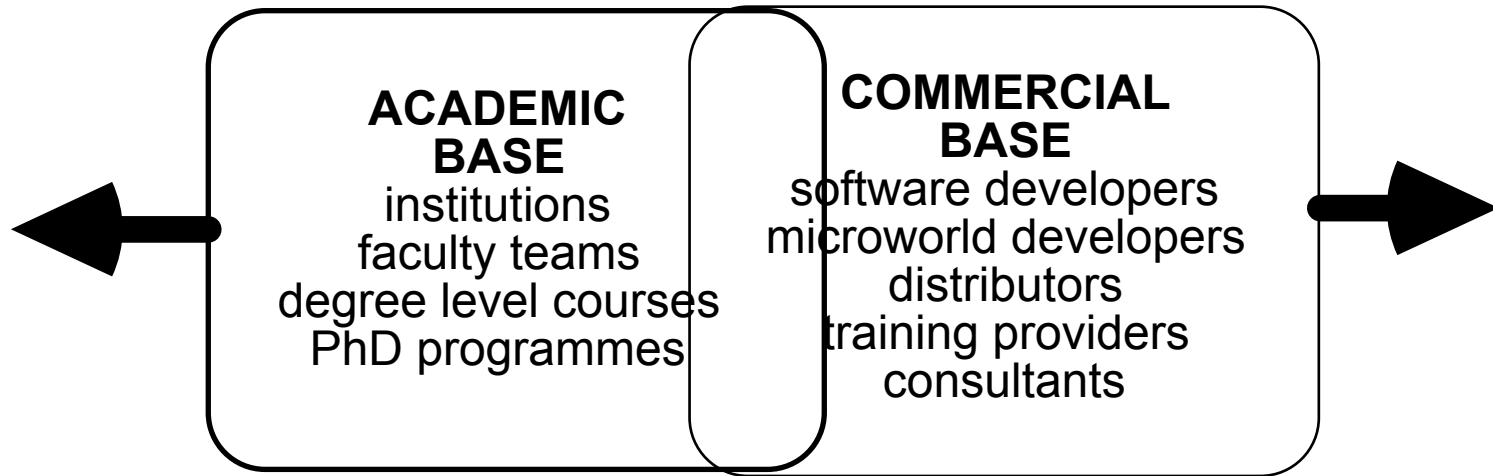 ACADEMIC
BASE
institutions
faculty teams
degree level courses
PhD programmes
COMMERCIAL
BASE
software developers
microworld developers
distributors
training providers
consultants